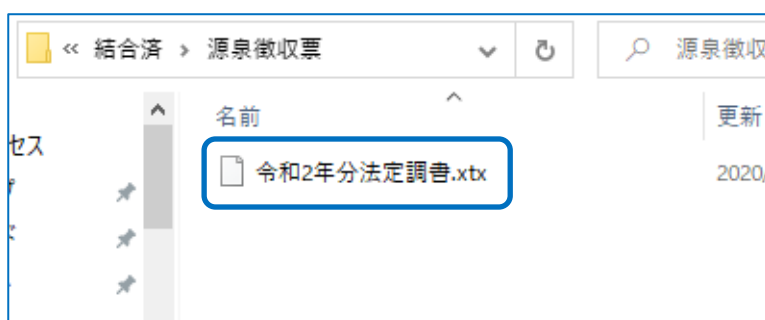 « 結合済 › 源泉徴収票
源泉徴収
名前
更新
セス
令和2年分法定調書.xtx
2020/